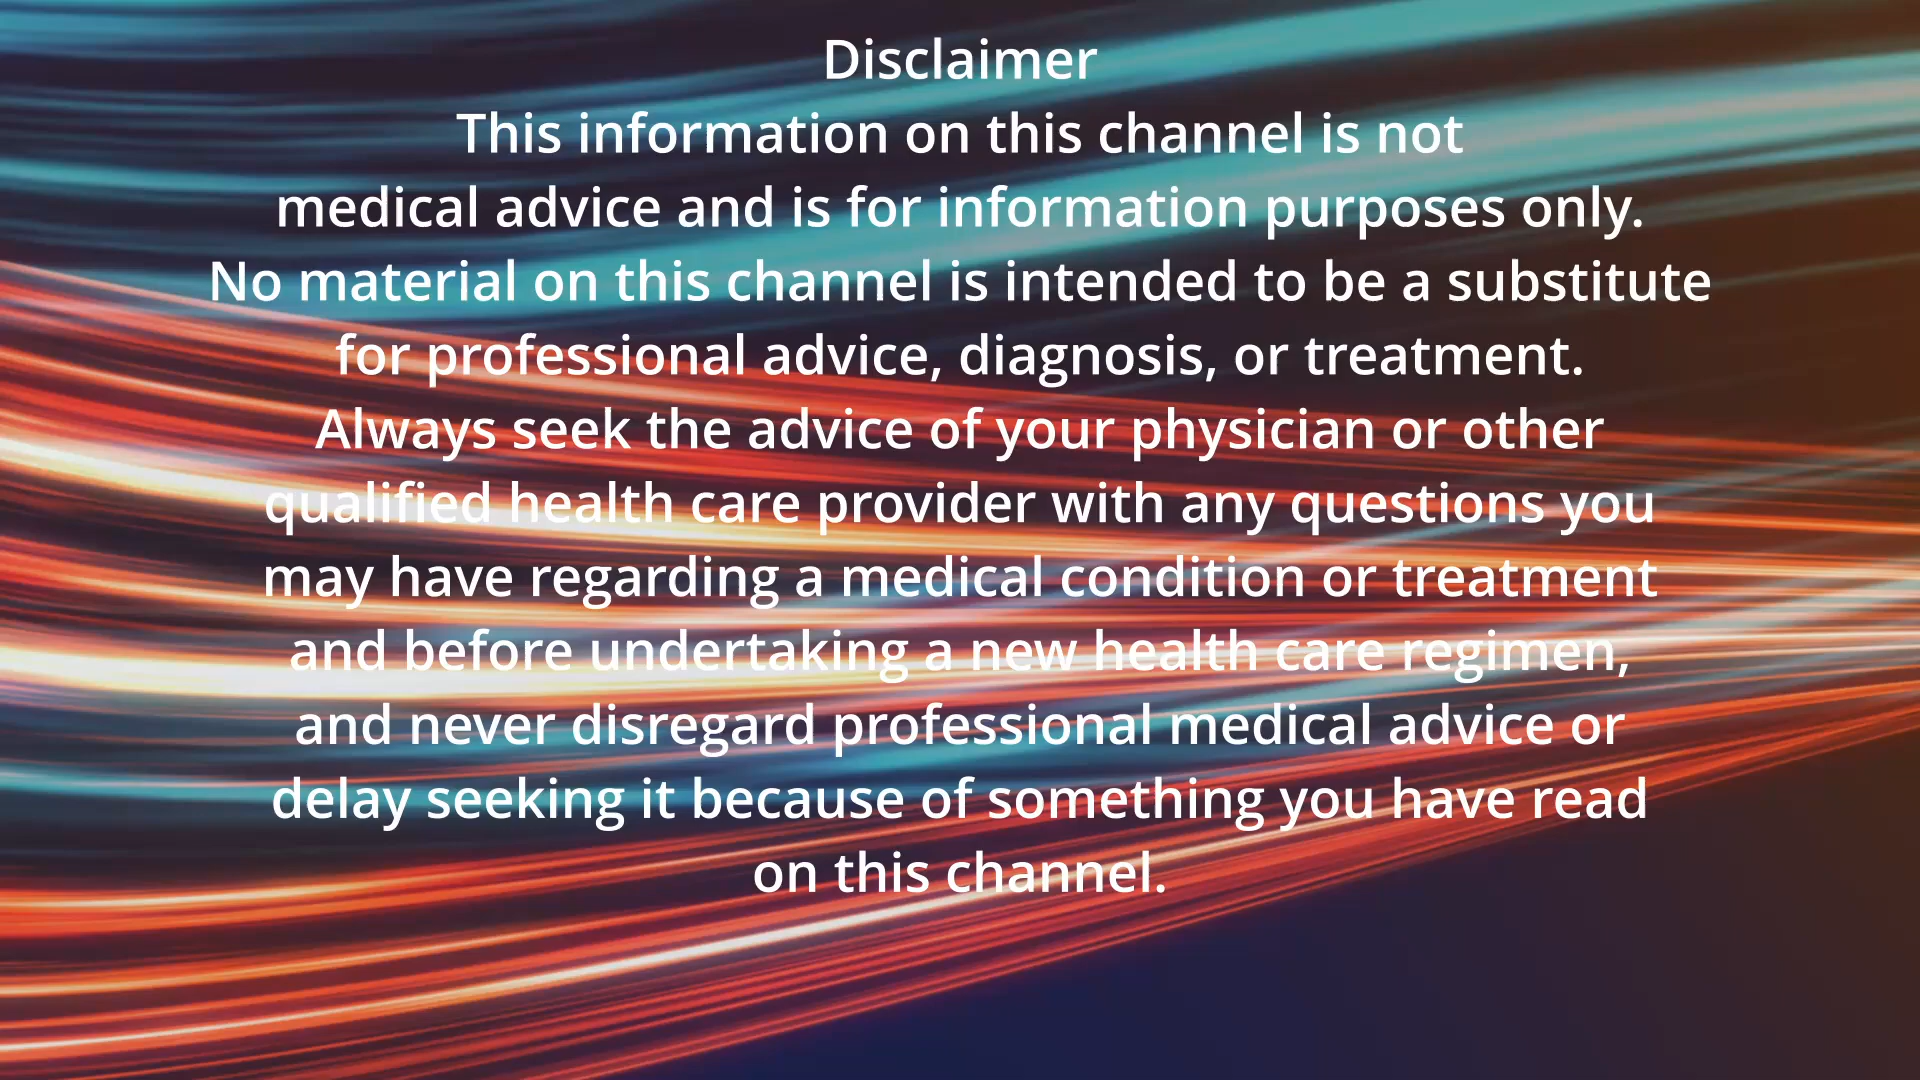 Disclaimer
This information on this channel is not
medical advice and is for information purposes only.
No material on this channel is intended to be a substitute
for professional advice, diagnosis, or treatment.
Always seek the advice of your physician or other
qualified health care provider with any questions you
may have regarding a medical condition or treatment
and before undertaking a new health care regimen,
and never disregard professional medical advice or
delay seeking it because of something you have read
on this channel.